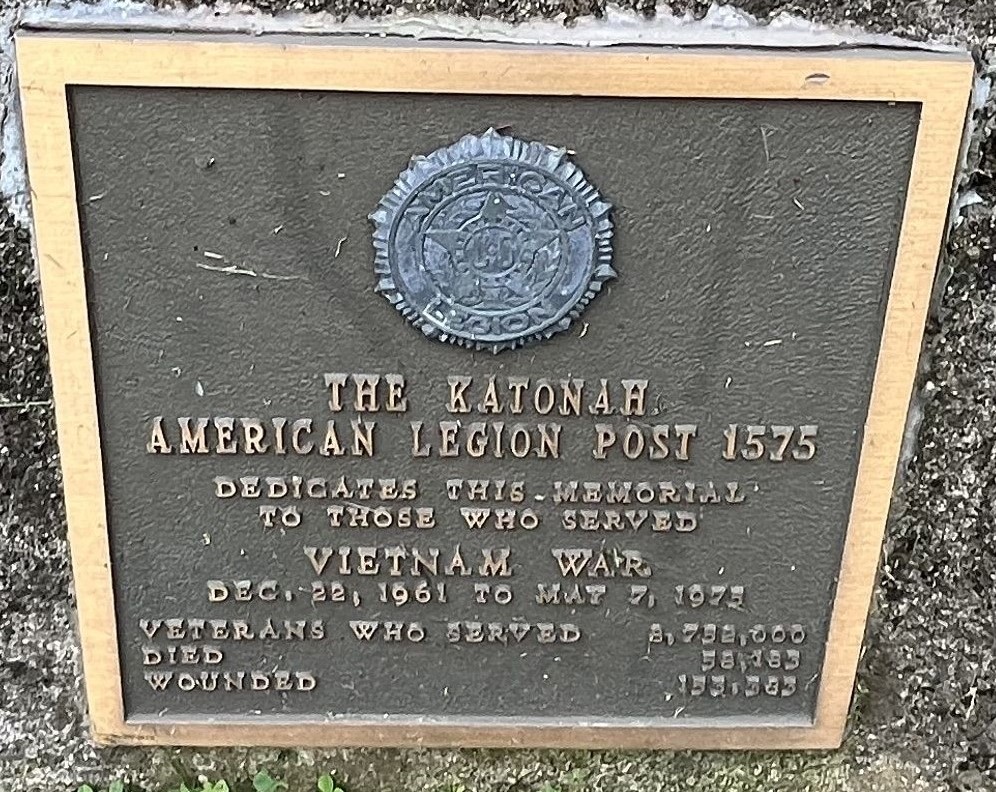 AMERICAN
LEGION
THE KATONAH
AMERICAN LEGION POST 1575
DEDICATES THIS MEMORIAL
TO THOSE WHO SERVED
VIETNAM WAR
DEC. 22, 1961 TO MAY 7, 1975
VETERANS WHO SERVED
DIED
WOUNDED